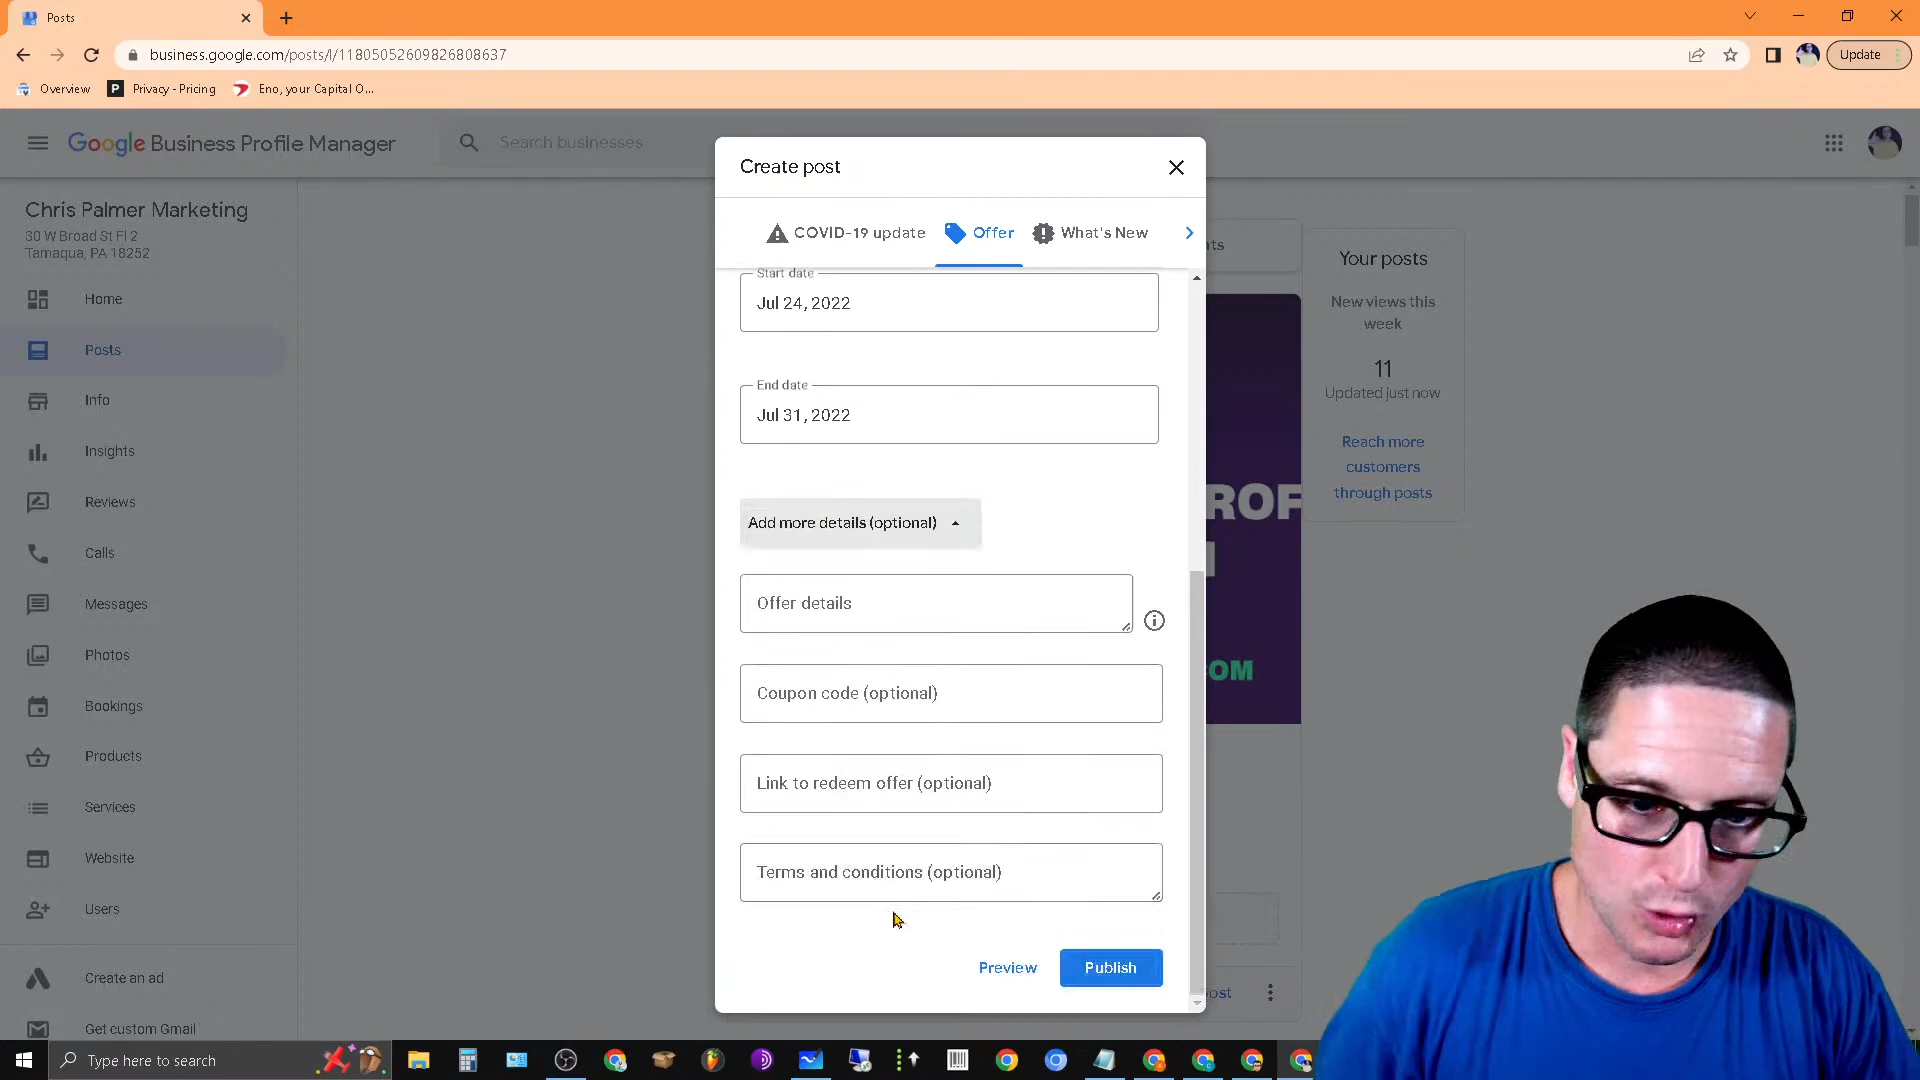 Posts
business.google.com/posts/l/11805052609826808637
Update
Overview
Privacy - Pricing
Eno, your Capital O...
Google Business Profile Manager
Search businesses
Chris Palmer Marketing
30 W Broad St Fl 2
Tamaqua, PA 18252
Home
Posts
Info
Insights
Reviews
Calls
Messages
Photos
Bookings
Products
Services
Website
Users
Create an ad
Get custom Gmail
Create post
COVID-19 update
Offer
What's New
Start date
Jul 24, 2022
End date
Jul 31, 2022
Add more details (optional)
Offer details
Coupon code (optional)
Link to redeem offer (optional)
Terms and conditions (optional)
Preview
Publish
nts
ROF
.COM
post
Your posts
New views this
week
11
Updated just now
Reach more
customers
through posts
Type here to search